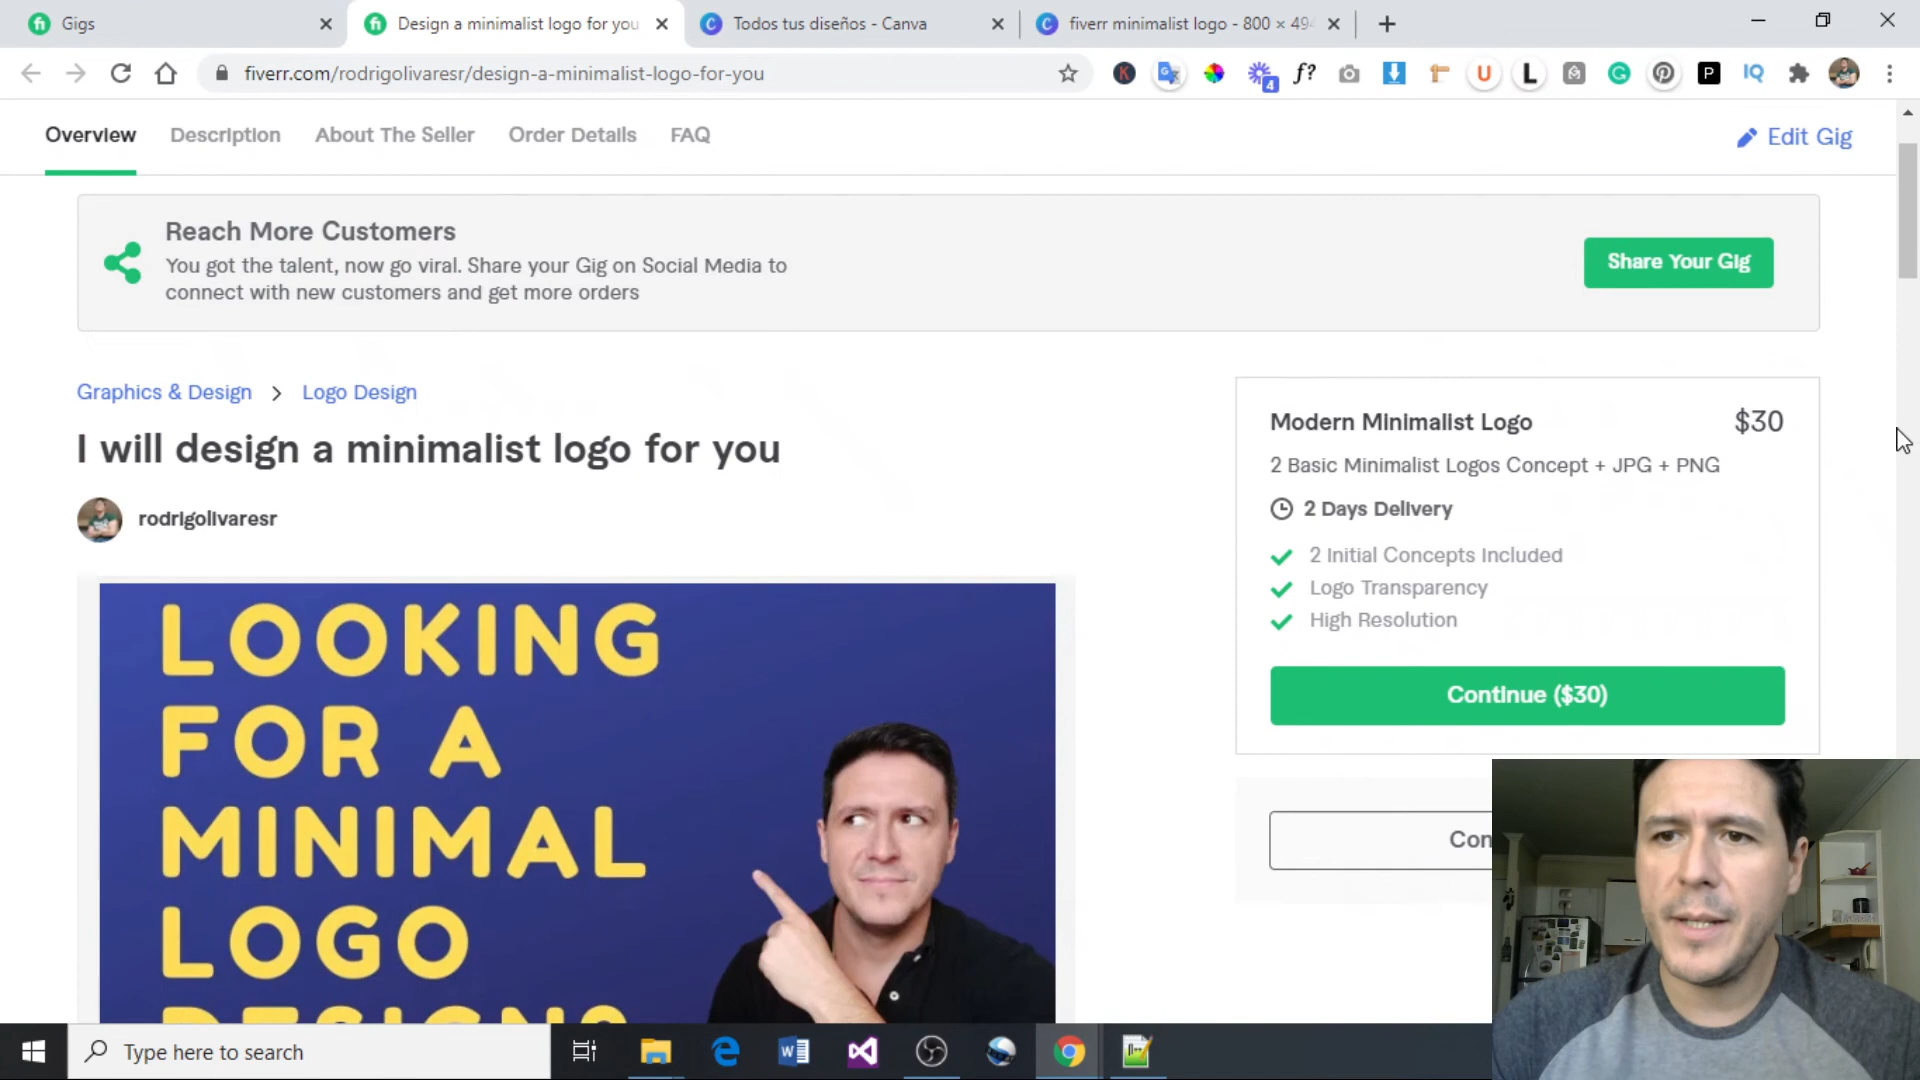 Gigs
Design a minimalist logo for you
Todos tus diseños - Canva
fiverr minimalist logo - 800 × 494
fiverr.com/rodrigolivaresr/design-a-minimalist-logo-for-you
Overview
Description
About The Seller
Order Details
FAQ
Edit Gig
Reach More Customers
You got the talent, now go viral. Share your Gig on Social Media to
connect with new customers and get more orders
Share Your Gig
Graphics & Design > Logo Design
I will design a minimalist logo for you
rodrigolivaresr
LOOKING
FOR A
MINIMAL
LOGO
DESIGN?
Modern Minimalist Logo
$30
2 Basic Minimalist Logos Concept + JPG + PNG
2 Days Delivery
2 Initial Concepts Included
Logo Transparency
High Resolution
Continue ($30)
Con
Type here to search